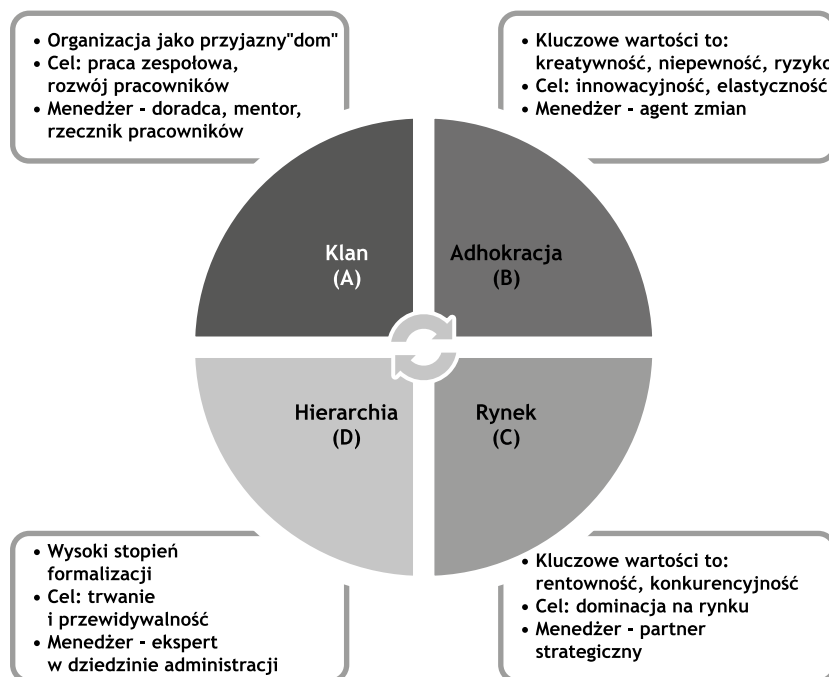 • Organizacja jako przyjazny"dom"
• Cel: praca zespołowa,
rozwój pracowników
• Menedżer - doradca, mentor,
rzecznik pracowników
• Kluczowe wartości to:
kreatywność, niepewność, ryzyko
• Cel: innowacyjność, elastyczność
• Menedżer - agent zmian
Klan
(A)
Adhokracja
(B)
Hierarchia
(D)
Rynek
(C)
• Wysoki stopień
formalizacji
• Cel: trwanie
i przewidywalność
• Menedżer - ekspert
w dziedzinie administracji
• Kluczowe wartości to:
rentowność, konkurencyjność
• Cel: dominacja na rynku
• Menedżer - partner
strategiczny